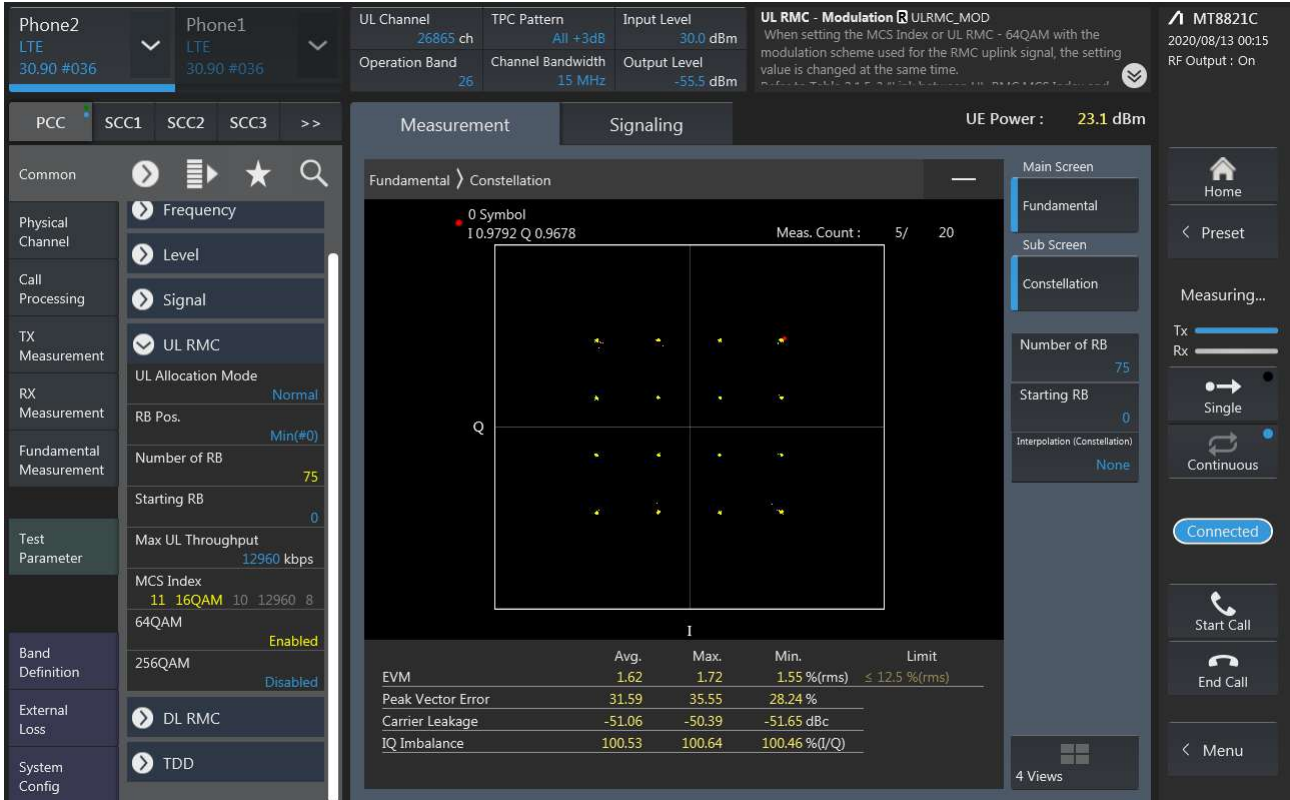 Phone2
LTE
30.90 #036
Phone1
LTE
30.90 #036
UL Channel
26865 ch
TPC Pattern
All +3dB
Input Level
30.0 dBm
Operation Band
26
Channel Bandwidth
15 MHz
Output Level
-55.5 dBm
UL RMC - Modulation R ULRMC_MOD
When setting the MCS Index or UL RMC - 64QAM with the
modulation scheme used for the RMC uplink signal, the setting
value is changed at the same time.
MT8821C
2020/08/13 00:15
RF Output : On
PCC SCC1 SCC2 SCC3 >>
Measurement
Signaling
UE Power : 23.1 dBm
Common
Physical
Channel
Call
Processing
TX
Measurement
RX
Measurement
Fundamental
Measurement
Test
Parameter
Band
Definition
External
Loss
System
Config
Frequency
Level
Signal
UL RMC
UL Allocation Mode
Normal
RB Pos.
Min(#0)
Number of RB
75
Starting RB
0
Max UL Throughput
12960 kbps
MCS Index
11 16QAM 10 12960 8
64QAM
Enabled
256QAM
Disabled
DL RMC
TDD
Fundamental > Constellation
0 Symbol
I 0.9792 Q 0.9678
Meas. Count : 5/ 20
Q
I
Avg. Max. Min. Limit
EVM 1.62 1.72 1.55 %(rms) ≤ 12.5 %(rms)
Peak Vector Error 31.59 35.55 28.24 %
Carrier Leakage -51.06 -50.39 -51.65 dBc
IQ Imbalance 100.53 100.64 100.46 %(I/Q)
Main Screen
Fundamental
Sub Screen
Constellation
Number of RB
75
Starting RB
0
Interpolation (Constellation)
None
4 Views
Home
< Preset
Measuring...
Tx
Rx
Single
Continuous
Connected
Start Call
End Call
< Menu